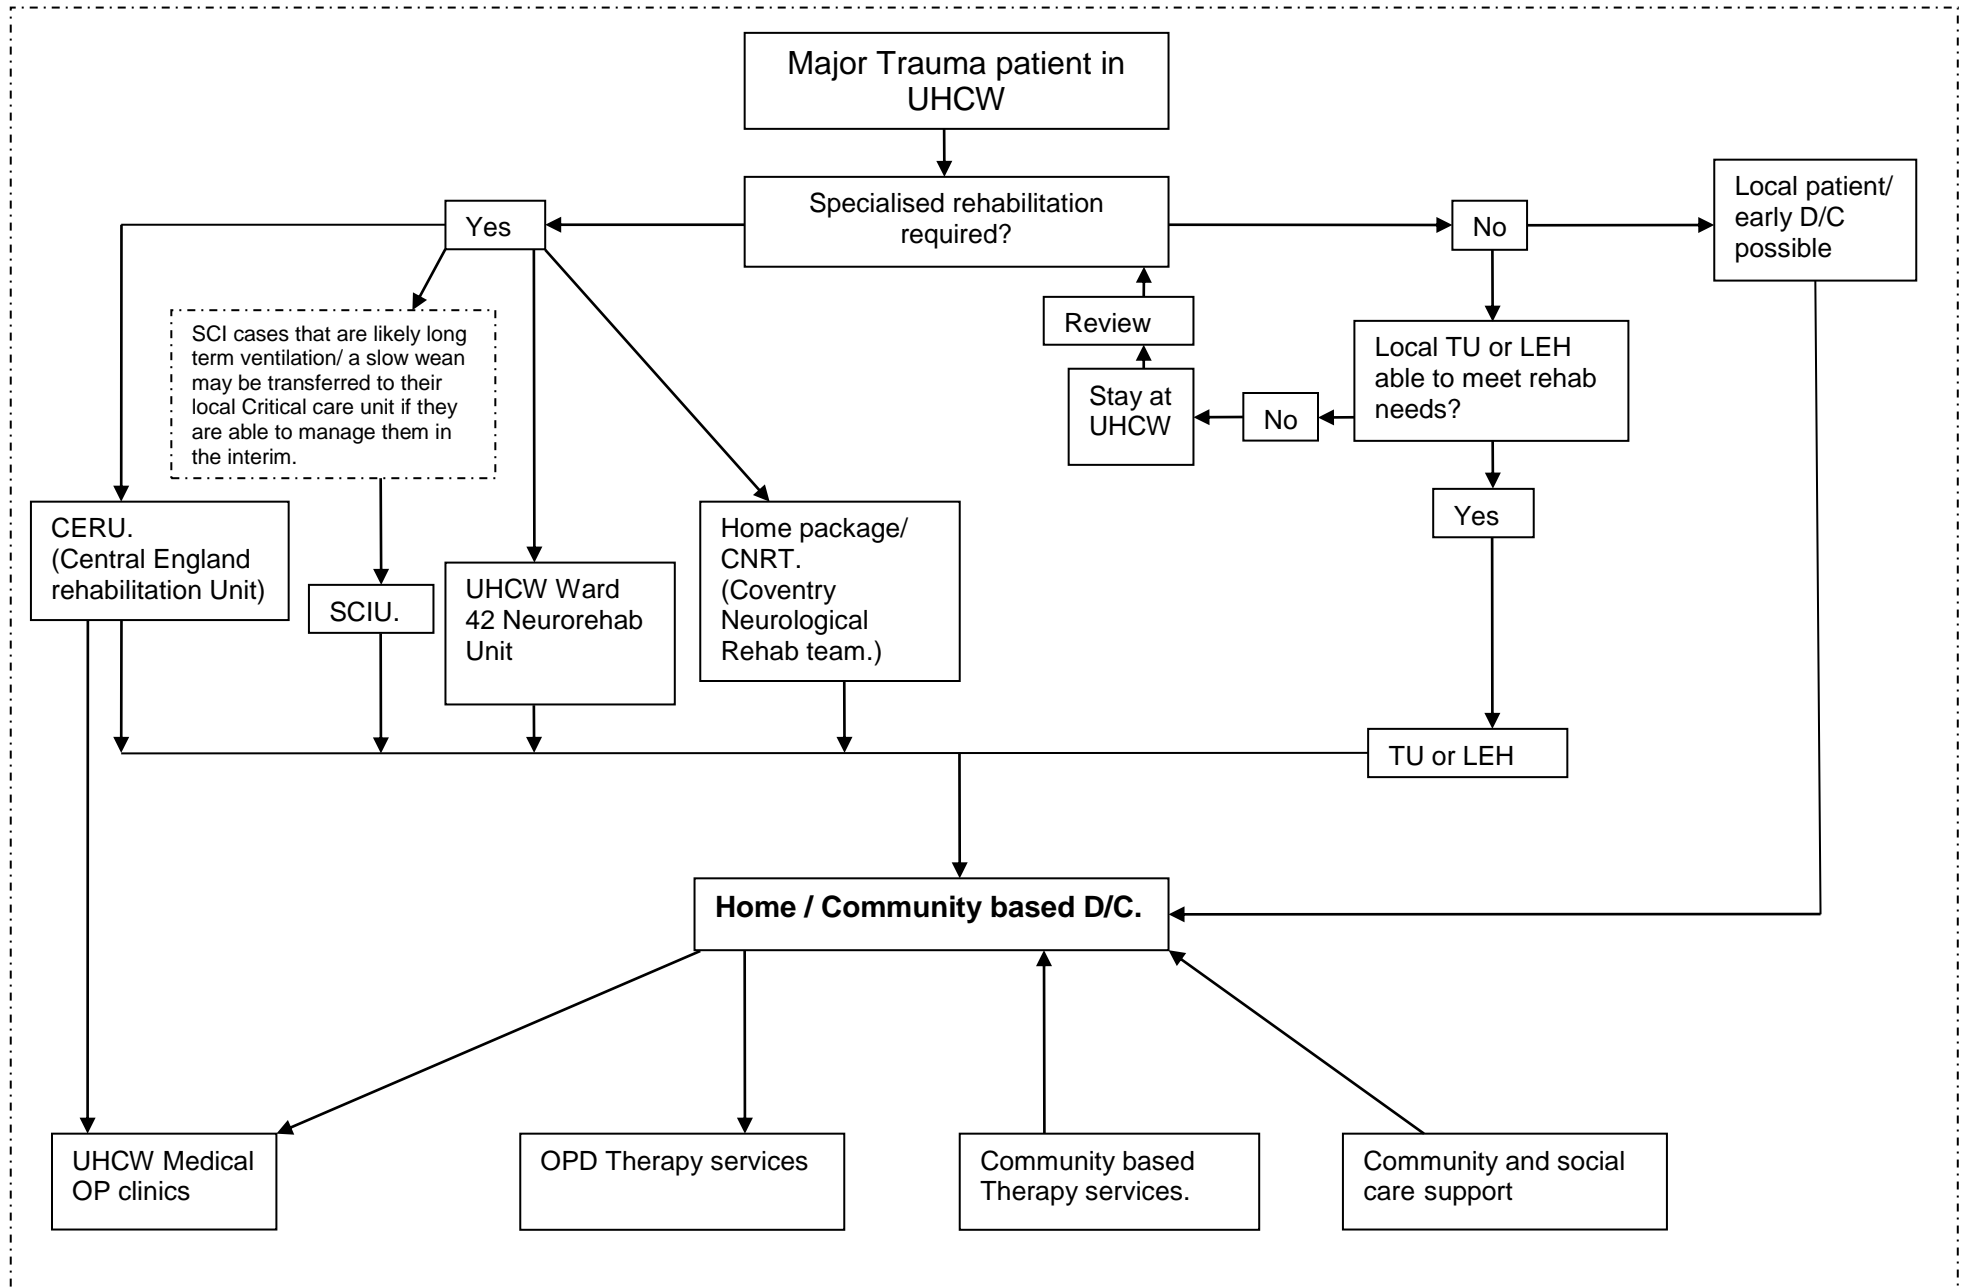 Major Trauma patient in
UHCW
Specialised rehabilitation
required?
Yes
No
Local patient/
early D/C
possible
Review
SCI cases that are likely long
term ventilation/ a slow wean
may be transferred to their
local Critical care unit if they
are able to manage them in
the interim.
Local TU or LEH
able to meet rehab
needs?
Stay at
UHCW
No
Yes
CERU.
(Central England
rehabilitation Unit)
SCIU.
UHCW Ward
42 Neurorehab
Unit
Home package/
CNRT.
(Coventry
Neurological
Rehab team.)
TU or LEH
Home / Community based D/C.
UHCW Medical
OP clinics
OPD Therapy services
Community based
Therapy services.
Community and social
care support